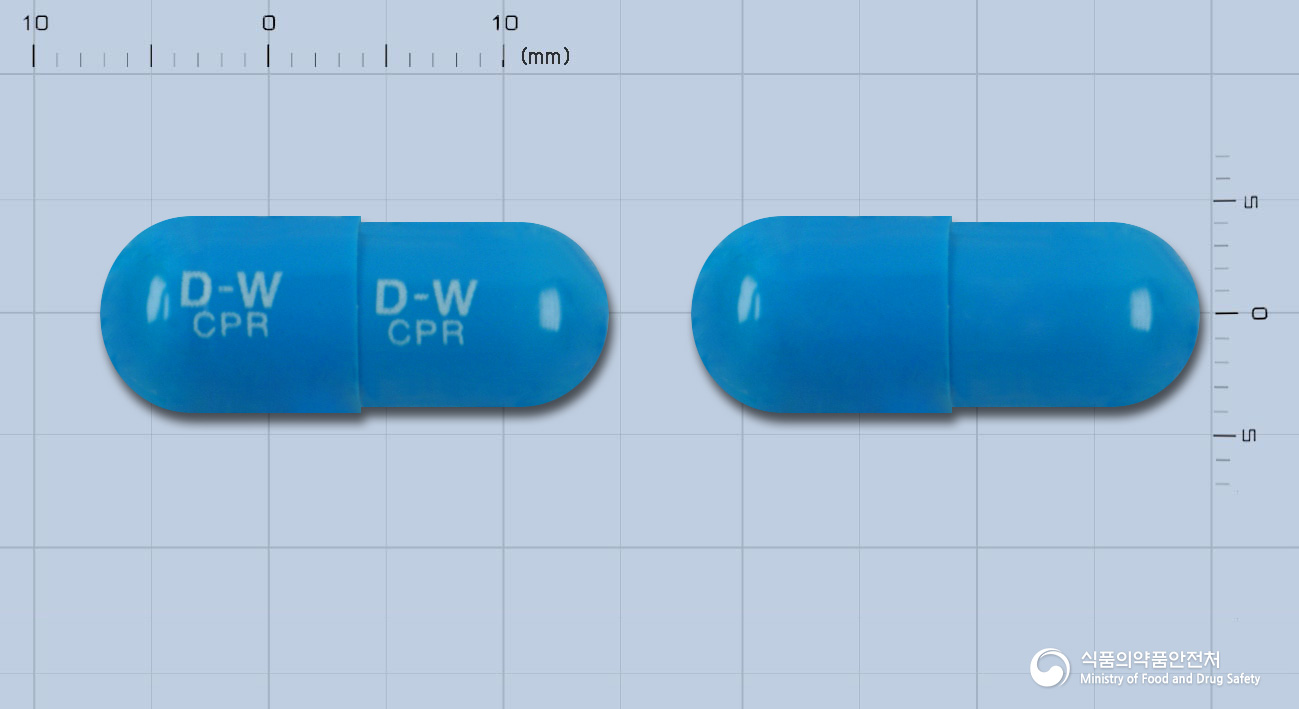 10 0 10
(mm)
D-W
CPR
D-W
CPR
5
0
5
식품의약품안전처
Ministry of Food and Drug Safety